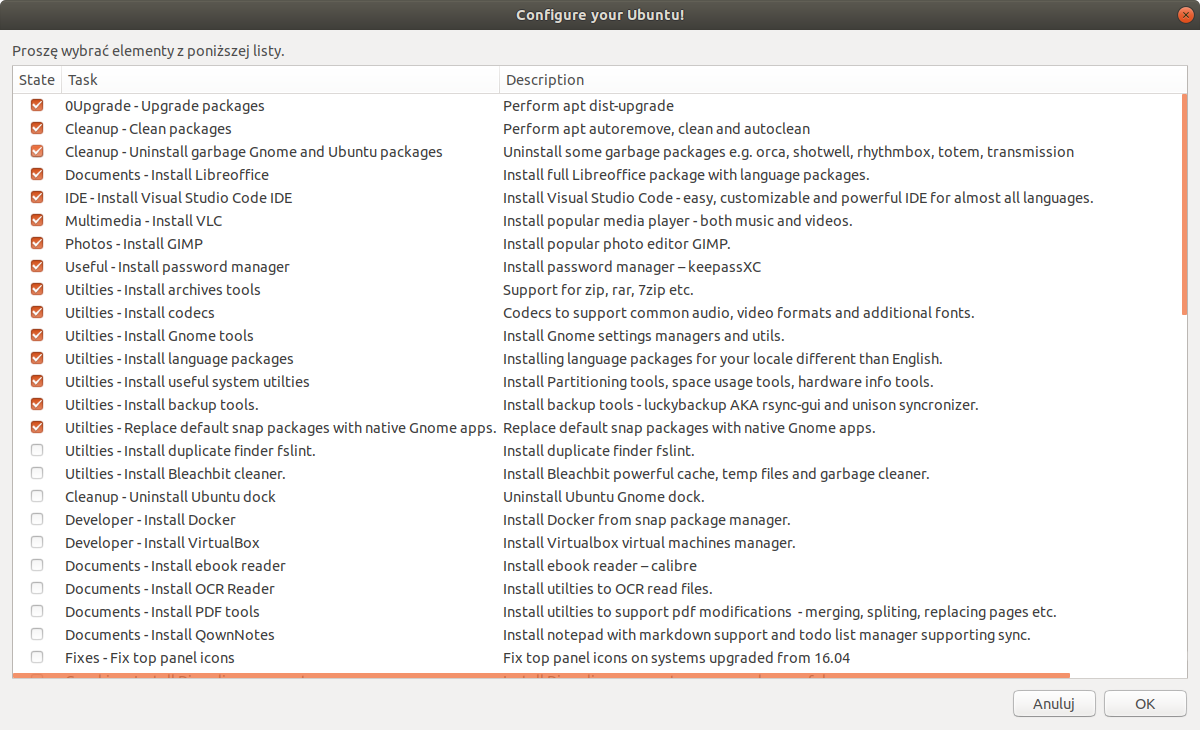 Configure your Ubuntu!
Proszę wybrać elementy z poniższej listy.
State Task Description
0Upgrade - Upgrade packages Perform apt dist-upgrade
Cleanup - Clean packages Perform apt autoremove, clean and autoclean
Cleanup - Uninstall garbage Gnome and Ubuntu packages Uninstall some garbage packages e.g. orca, shotwell, rhythmbox, totem, transmission
Documents - Install Libreoffice Install full Libreoffice package with language packages.
IDE - Install Visual Studio Code IDE Install Visual Studio Code - easy, customizable and powerful IDE for almost all languages.
Multimedia - Install VLC Install popular media player - both music and videos.
Photos - Install GIMP Install popular photo editor GIMP.
Useful - Install password manager Install password manager – keepassXC
Utilties - Install archives tools Support for zip, rar, 7zip etc.
Utilties - Install codecs Codecs to support common audio, video formats and additional fonts.
Utilties - Install Gnome tools Install Gnome settings managers and utils.
Utilties - Install language packages Installing language packages for your locale different than English.
Utilties - Install useful system utilties Install Partitioning tools, space usage tools, hardware info tools.
Utilties - Install backup tools. Install backup tools - luckybackup AKA rsync-gui and unison syncronizer.
Utilties - Replace default snap packages with native Gnome apps. Replace default snap packages with native Gnome apps.
Utilties - Install duplicate finder fslint. Install duplicate finder fslint.
Utilties - Install Bleachbit cleaner. Install Bleachbit powerful cache, temp files and garbage cleaner.
Cleanup - Uninstall Ubuntu dock Uninstall Ubuntu Gnome dock.
Developer - Install Docker Install Docker from snap package manager.
Developer - Install VirtualBox Install Virtualbox virtual machines manager.
Documents - Install ebook reader Install ebook reader – calibre
Documents - Install OCR Reader Install utilties to OCR read files.
Documents - Install PDF tools Install utilties to support pdf modifications - merging, spliting, replacing pages etc.
Documents - Install QownNotes Install notepad with markdown support and todo list manager supporting sync.
Fixes - Fix top panel icons Fix top panel icons on systems upgraded from 16.04
Anuluj OK